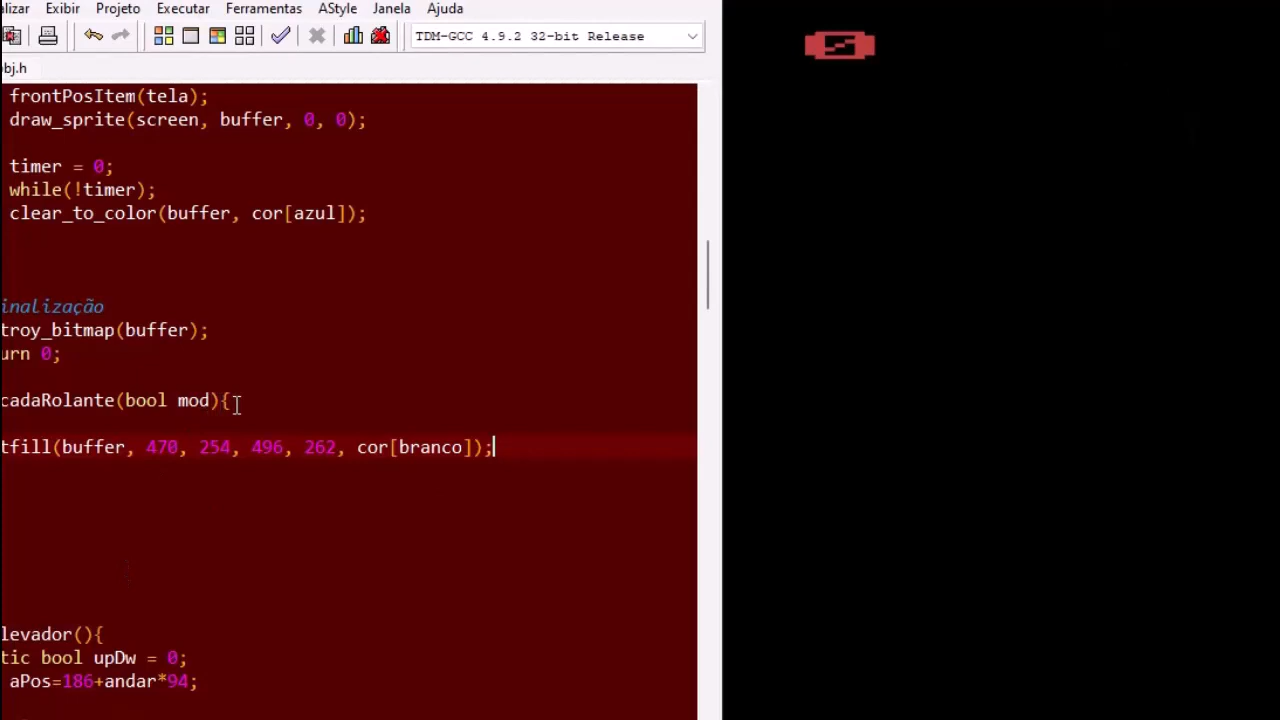 lizar Exibir Projeto Executar Ferramentas AStyle Janela Ajuda
TDM-GCC 4.9.2 32-bit Release
bj.h
frontPosItem(tela);
draw_sprite(screen, buffer, 0, 0);
timer = 0;
while(!timer);
clear_to_color(buffer, cor[azul]);
inalização
troy_bitmap(buffer);
urn 0;
cadaRolante(bool mod){
tfill(buffer, 470, 254, 496, 262, cor[branco]);
}
levador(){
tic bool upDw = 0;
aPos=186+andar*94;